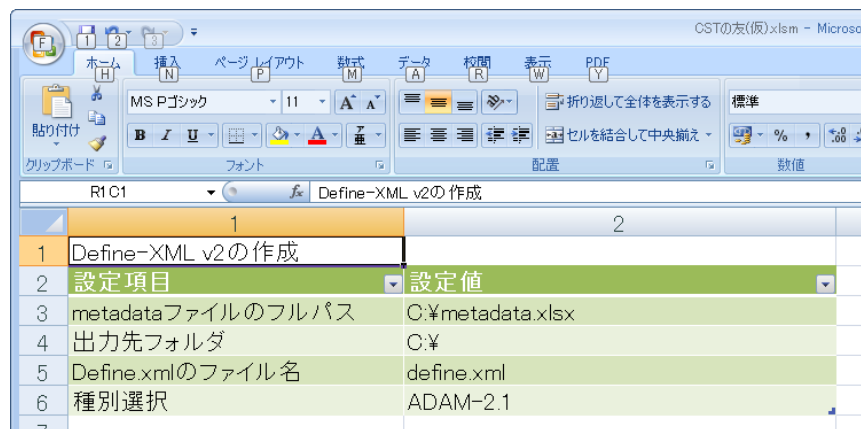 CSTの友(仮).xlsm - Microso
F 1 2 3
ホーム 挿入 ページ レイアウト 数式 データ 校閲 表示 PDF
H N P M A R W Y
貼り付け
MS Pゴシック 11 A A
折り返して全体を表示する
標準
B I U A
セルを結合して中央揃え
% ,
クリップボード フォント 配置 数値
R1C1 fx Define-XML v2の作成
1 2
1 Define-XML v2の作成
2 設定項目 設定値
3 metadataファイルのフルパス C:¥metadata.xlsx
4 出力先フォルダ C:¥
5 Define.xmlのファイル名 define.xml
6 種別選択 ADAM-2.1